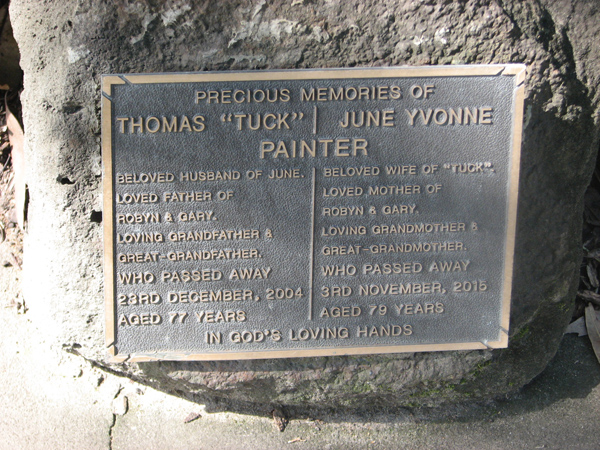 PRECIOUS MEMORIES OF
THOMAS "TUCK"
JUNE YVONNE
PAINTER
BELOVED HUSBAND OF JUNE.
LOVED FATHER OF
ROBYN & GARY.
LOVING GRANDFATHER &
GREAT-GRANDFATHER.
WHO PASSED AWAY
23RD DECEMBER, 2004
AGED 77 YEARS
BELOVED WIFE OF "TUCK".
LOVED MOTHER OF
ROBYN & GARY.
LOVING GRANDMOTHER &
GREAT-GRANDMOTHER.
WHO PASSED AWAY
3RD NOVEMBER, 2015
AGED 79 YEARS
IN GOD'S LOVING HANDS